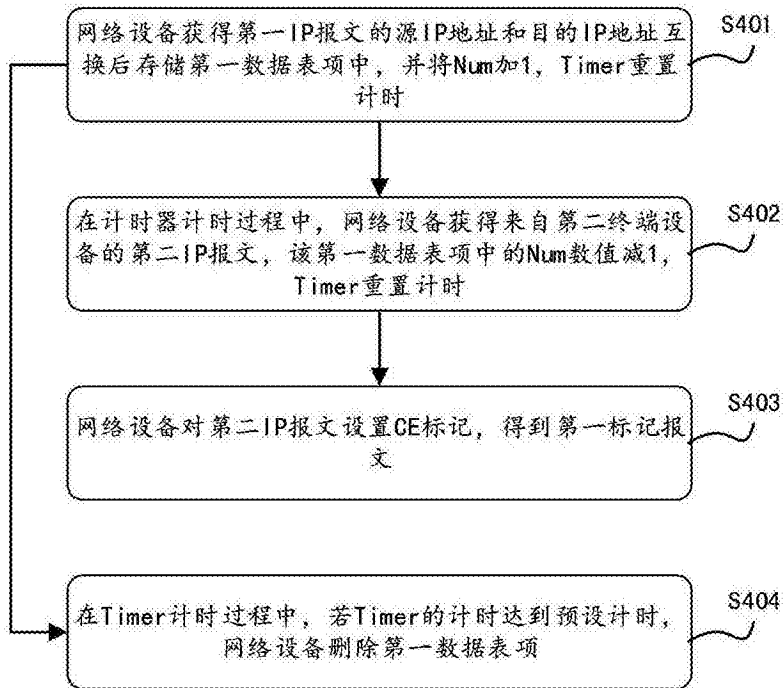 网络设备获得第一IP报文的源IP地址和目的IP地址互
换后存储第一数据表项中，并将Num加1，Timer重置
计时
S401
在计时器计时过程中，网络设备获得来自第二终端设
备的第二IP报文，该第一数据表项中的Num数值减1，
Timer重置计时
S402
网络设备对第二IP报文设置CE标记，得到第一标记报
文
S403
在Timer计时过程中，若Timer的计时达到预设计时，
网络设备删除第一数据表项
S404